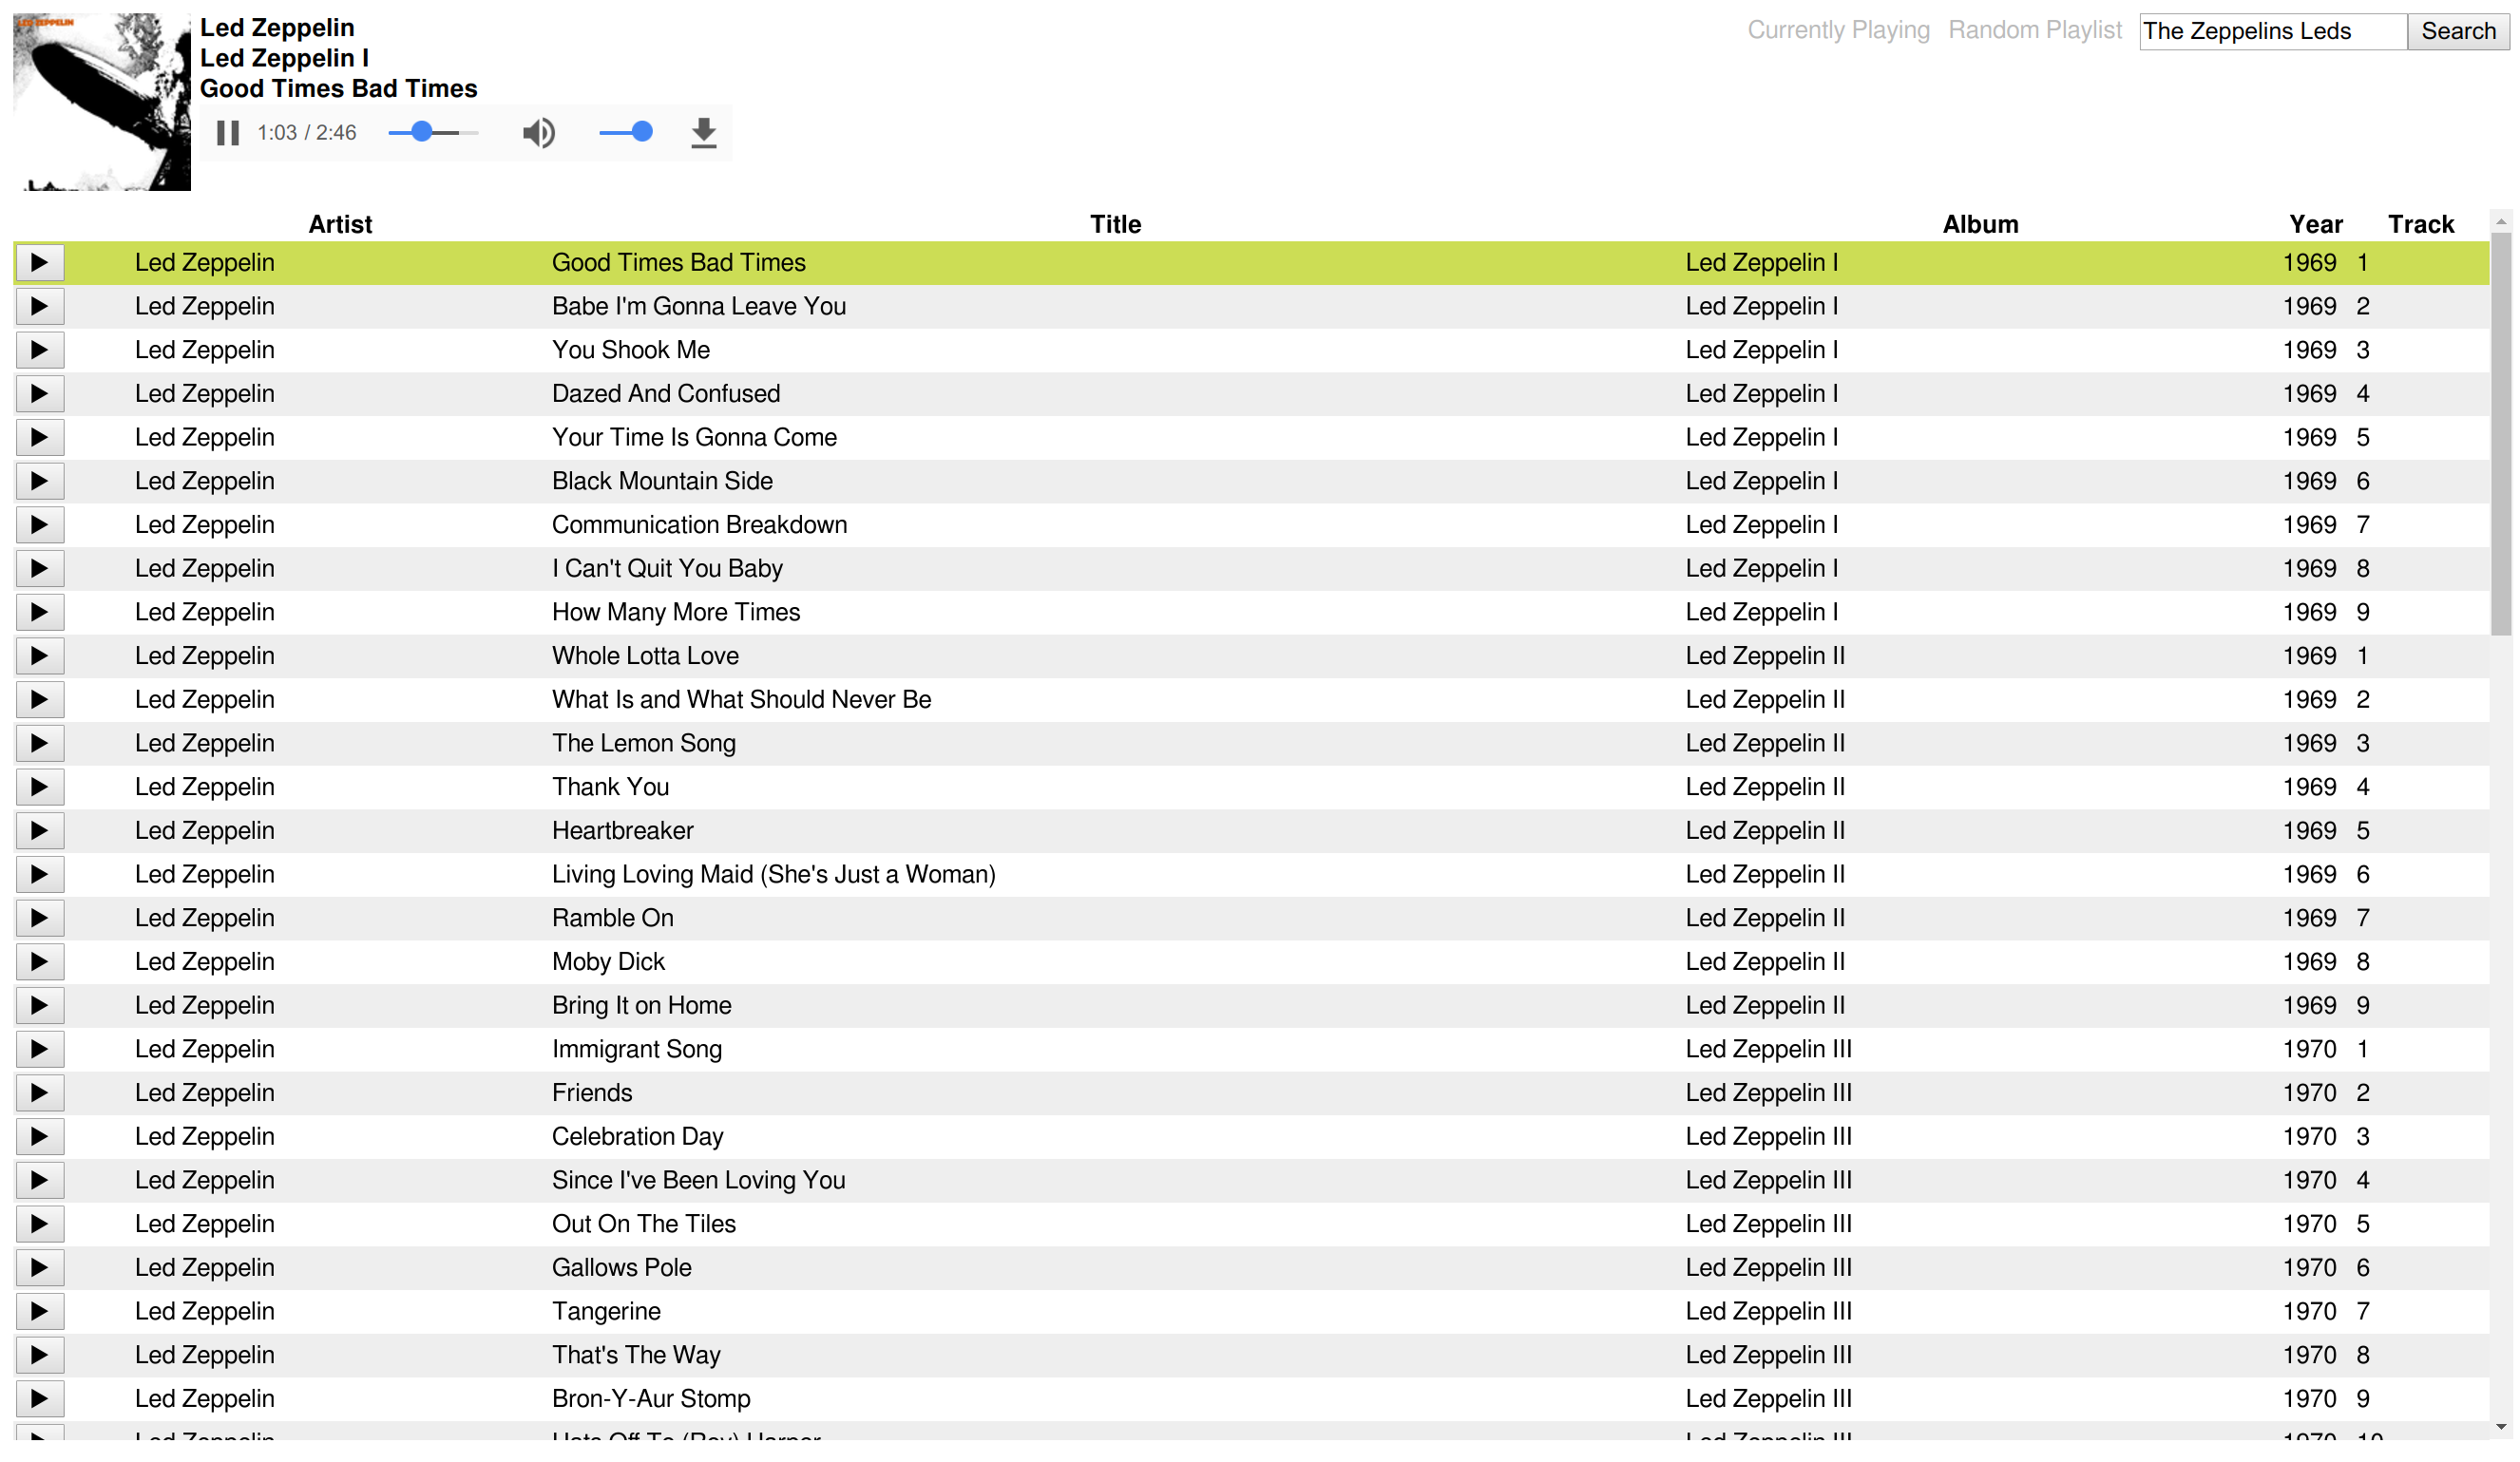 LED ZEPPELIN
Led Zeppelin
Led Zeppelin I
Good Times Bad Times
1:03 / 2:46
Currently Playing Random Playlist The Zeppelins Leds Search
Artist Title Album Year Track
Led Zeppelin Good Times Bad Times Led Zeppelin I 1969 1
Led Zeppelin Babe I'm Gonna Leave You Led Zeppelin I 1969 2
Led Zeppelin You Shook Me Led Zeppelin I 1969 3
Led Zeppelin Dazed And Confused Led Zeppelin I 1969 4
Led Zeppelin Your Time Is Gonna Come Led Zeppelin I 1969 5
Led Zeppelin Black Mountain Side Led Zeppelin I 1969 6
Led Zeppelin Communication Breakdown Led Zeppelin I 1969 7
Led Zeppelin I Can't Quit You Baby Led Zeppelin I 1969 8
Led Zeppelin How Many More Times Led Zeppelin I 1969 9
Led Zeppelin Whole Lotta Love Led Zeppelin II 1969 1
Led Zeppelin What Is and What Should Never Be Led Zeppelin II 1969 2
Led Zeppelin The Lemon Song Led Zeppelin II 1969 3
Led Zeppelin Thank You Led Zeppelin II 1969 4
Led Zeppelin Heartbreaker Led Zeppelin II 1969 5
Led Zeppelin Living Loving Maid (She's Just a Woman) Led Zeppelin II 1969 6
Led Zeppelin Ramble On Led Zeppelin II 1969 7
Led Zeppelin Moby Dick Led Zeppelin II 1969 8
Led Zeppelin Bring It on Home Led Zeppelin II 1969 9
Led Zeppelin Immigrant Song Led Zeppelin III 1970 1
Led Zeppelin Friends Led Zeppelin III 1970 2
Led Zeppelin Celebration Day Led Zeppelin III 1970 3
Led Zeppelin Since I've Been Loving You Led Zeppelin III 1970 4
Led Zeppelin Out On The Tiles Led Zeppelin III 1970 5
Led Zeppelin Gallows Pole Led Zeppelin III 1970 6
Led Zeppelin Tangerine Led Zeppelin III 1970 7
Led Zeppelin That's The Way Led Zeppelin III 1970 8
Led Zeppelin Bron-Y-Aur Stomp Led Zeppelin III 1970 9
Led Zeppelin Hats Off To (Roy) Harper Led Zeppelin III 1970 10